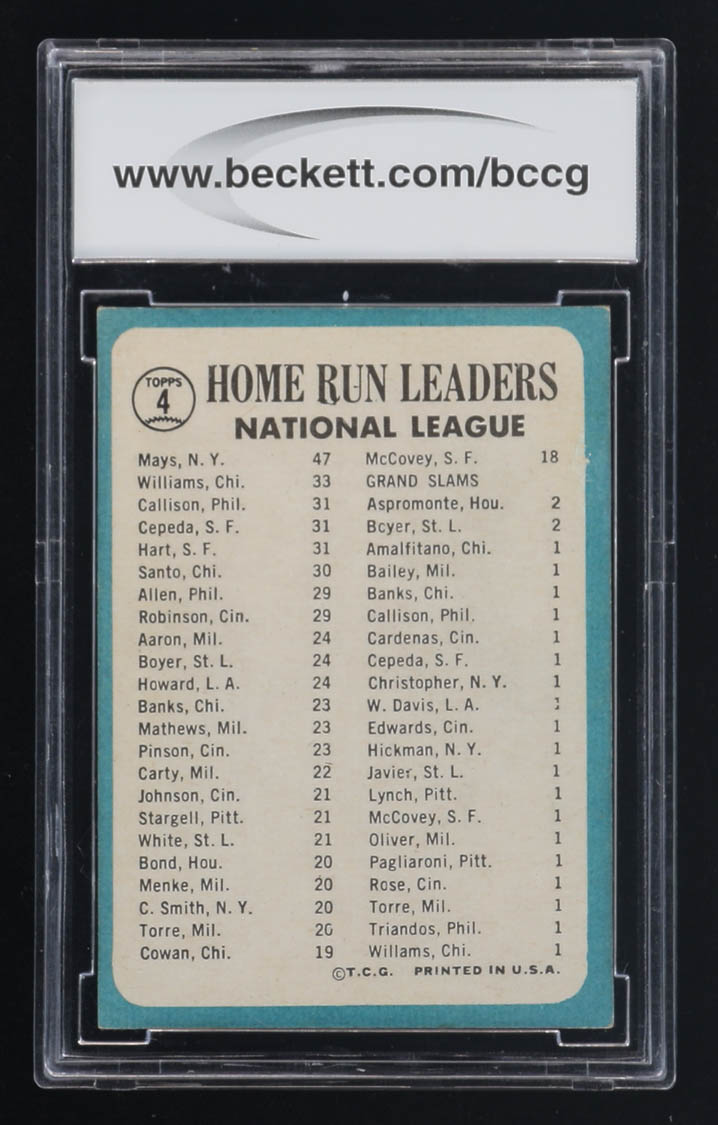 www.beckett.com/bccg
TOPPS
4
HOME RUN LEADERS
NATIONAL LEAGUE
Mays, N. Y. 47
Williams, Chi. 33
Callison, Phil. 31
Cepeda, S. F. 31
Hart, S. F. 31
Santo, Chi. 30
Allen, Phil. 29
Robinson, Cin. 29
Aaron, Mil. 24
Boyer, St. L. 24
Howard, L. A. 24
Banks, Chi. 23
Mathews, Mil. 23
Pinson, Cin. 23
Carty, Mil. 22
Johnson, Cin. 21
Stargell, Pitt. 21
White, St. L. 21
Bond, Hou. 20
Menke, Mil. 20
C. Smith, N. Y. 20
Torre, Mil. 20
Cowan, Chi. 19
McCovey, S. F. 18
GRAND SLAMS
Aspromonte, Hou. 2
Boyer, St. L. 2
Amalfitano, Chi. 1
Bailey, Mil. 1
Banks, Chi. 1
Callison, Phil. 1
Cardenas, Cin. 1
Cepeda, S. F. 1
Christopher, N. Y. 1
W. Davis, L. A. 1
Edwards, Cin. 1
Hickman, N. Y. 1
Javier, St. L. 1
Lynch, Pitt. 1
McCovey, S. F. 1
Oliver, Mil. 1
Pagliaroni, Pitt. 1
Rose, Cin. 1
Torre, Mil. 1
Triandos, Phil. 1
Willams, Chi. 1
©T.C.G. PRINTED IN U.S.A.